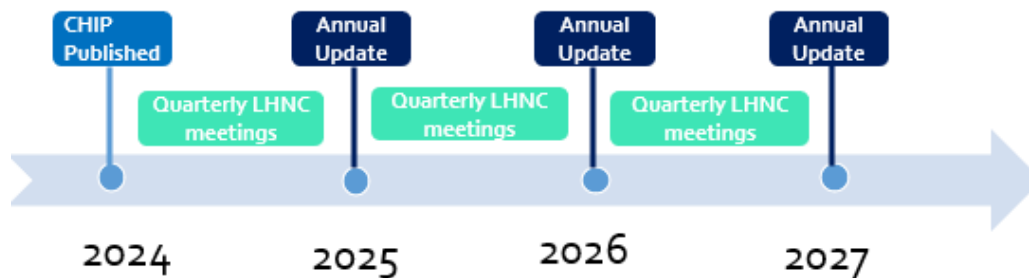 CHIP
Published
Annual
Update
Annual
Update
Annual
Update
Quarterly LHNC
meetings
Quarterly LHNC
meetings
Quarterly LHNC
meetings
2024
2025
2026
2027